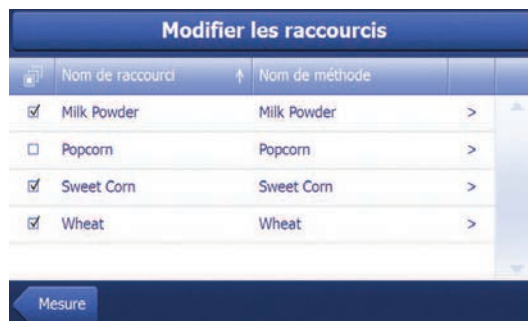 Modifier les raccourcis
Nom de raccourci Nom de méthode
Milk Powder Milk Powder >
Popcorn Popcorn >
Sweet Corn Sweet Corn >
Wheat Wheat >
Mesure